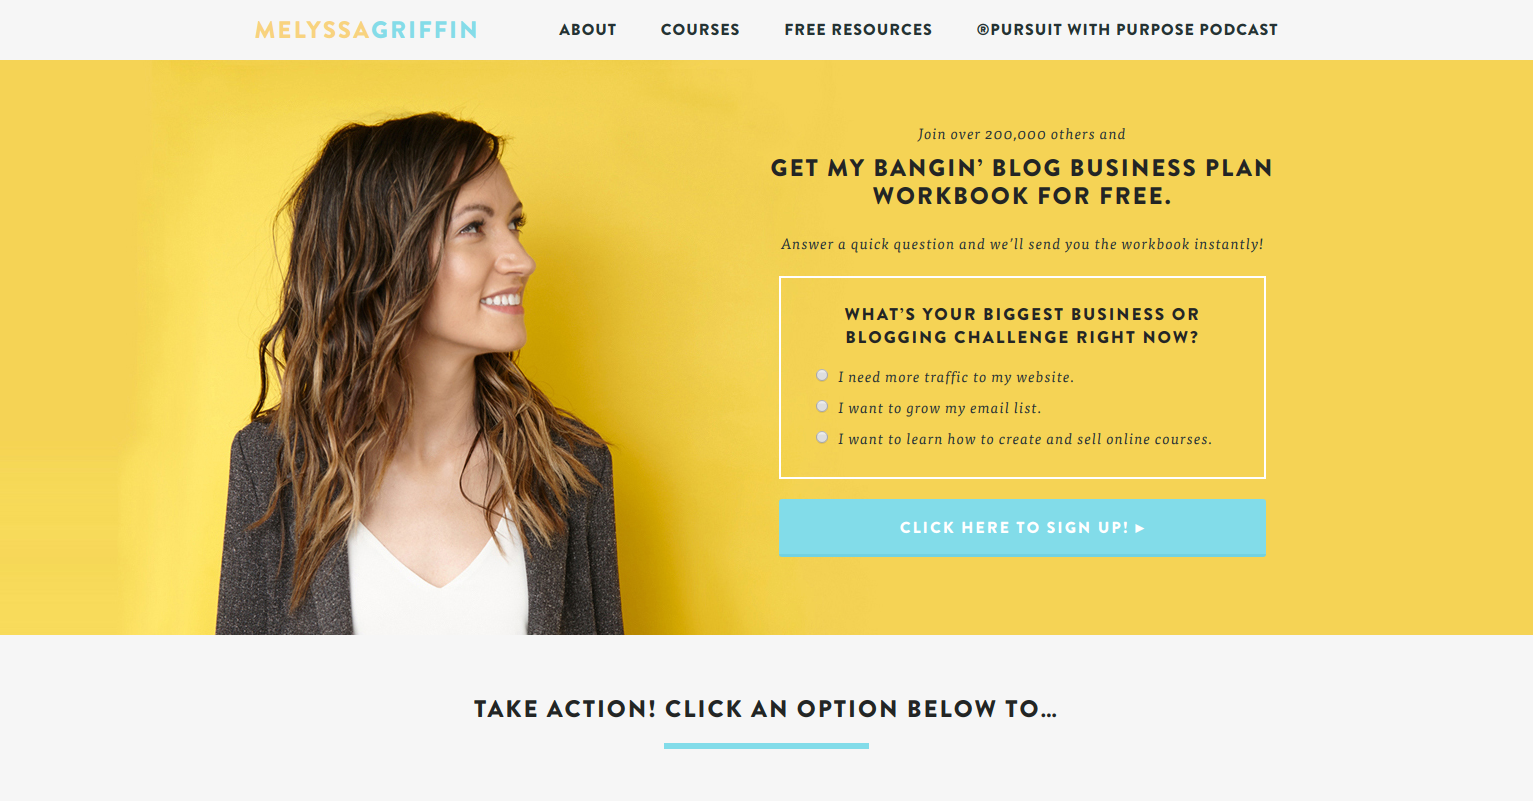 MELYSSAGRIFFIN
ABOUT
COURSES
FREE RESOURCES
®PURSUIT WITH PURPOSE PODCAST
Join over 200,000 others and
GET MY BANGIN’ BLOG BUSINESS PLAN
WORKBOOK FOR FREE.
Answer a quick question and we’ll send you the workbook instantly!
WHAT’S YOUR BIGGEST BUSINESS OR
BLOGGING CHALLENGE RIGHT NOW?
I need more traffic to my website.
I want to grow my email list.
I want to learn how to create and sell online courses.
CLICK HERE TO SIGN UP! ▸
TAKE ACTION! CLICK AN OPTION BELOW TO…